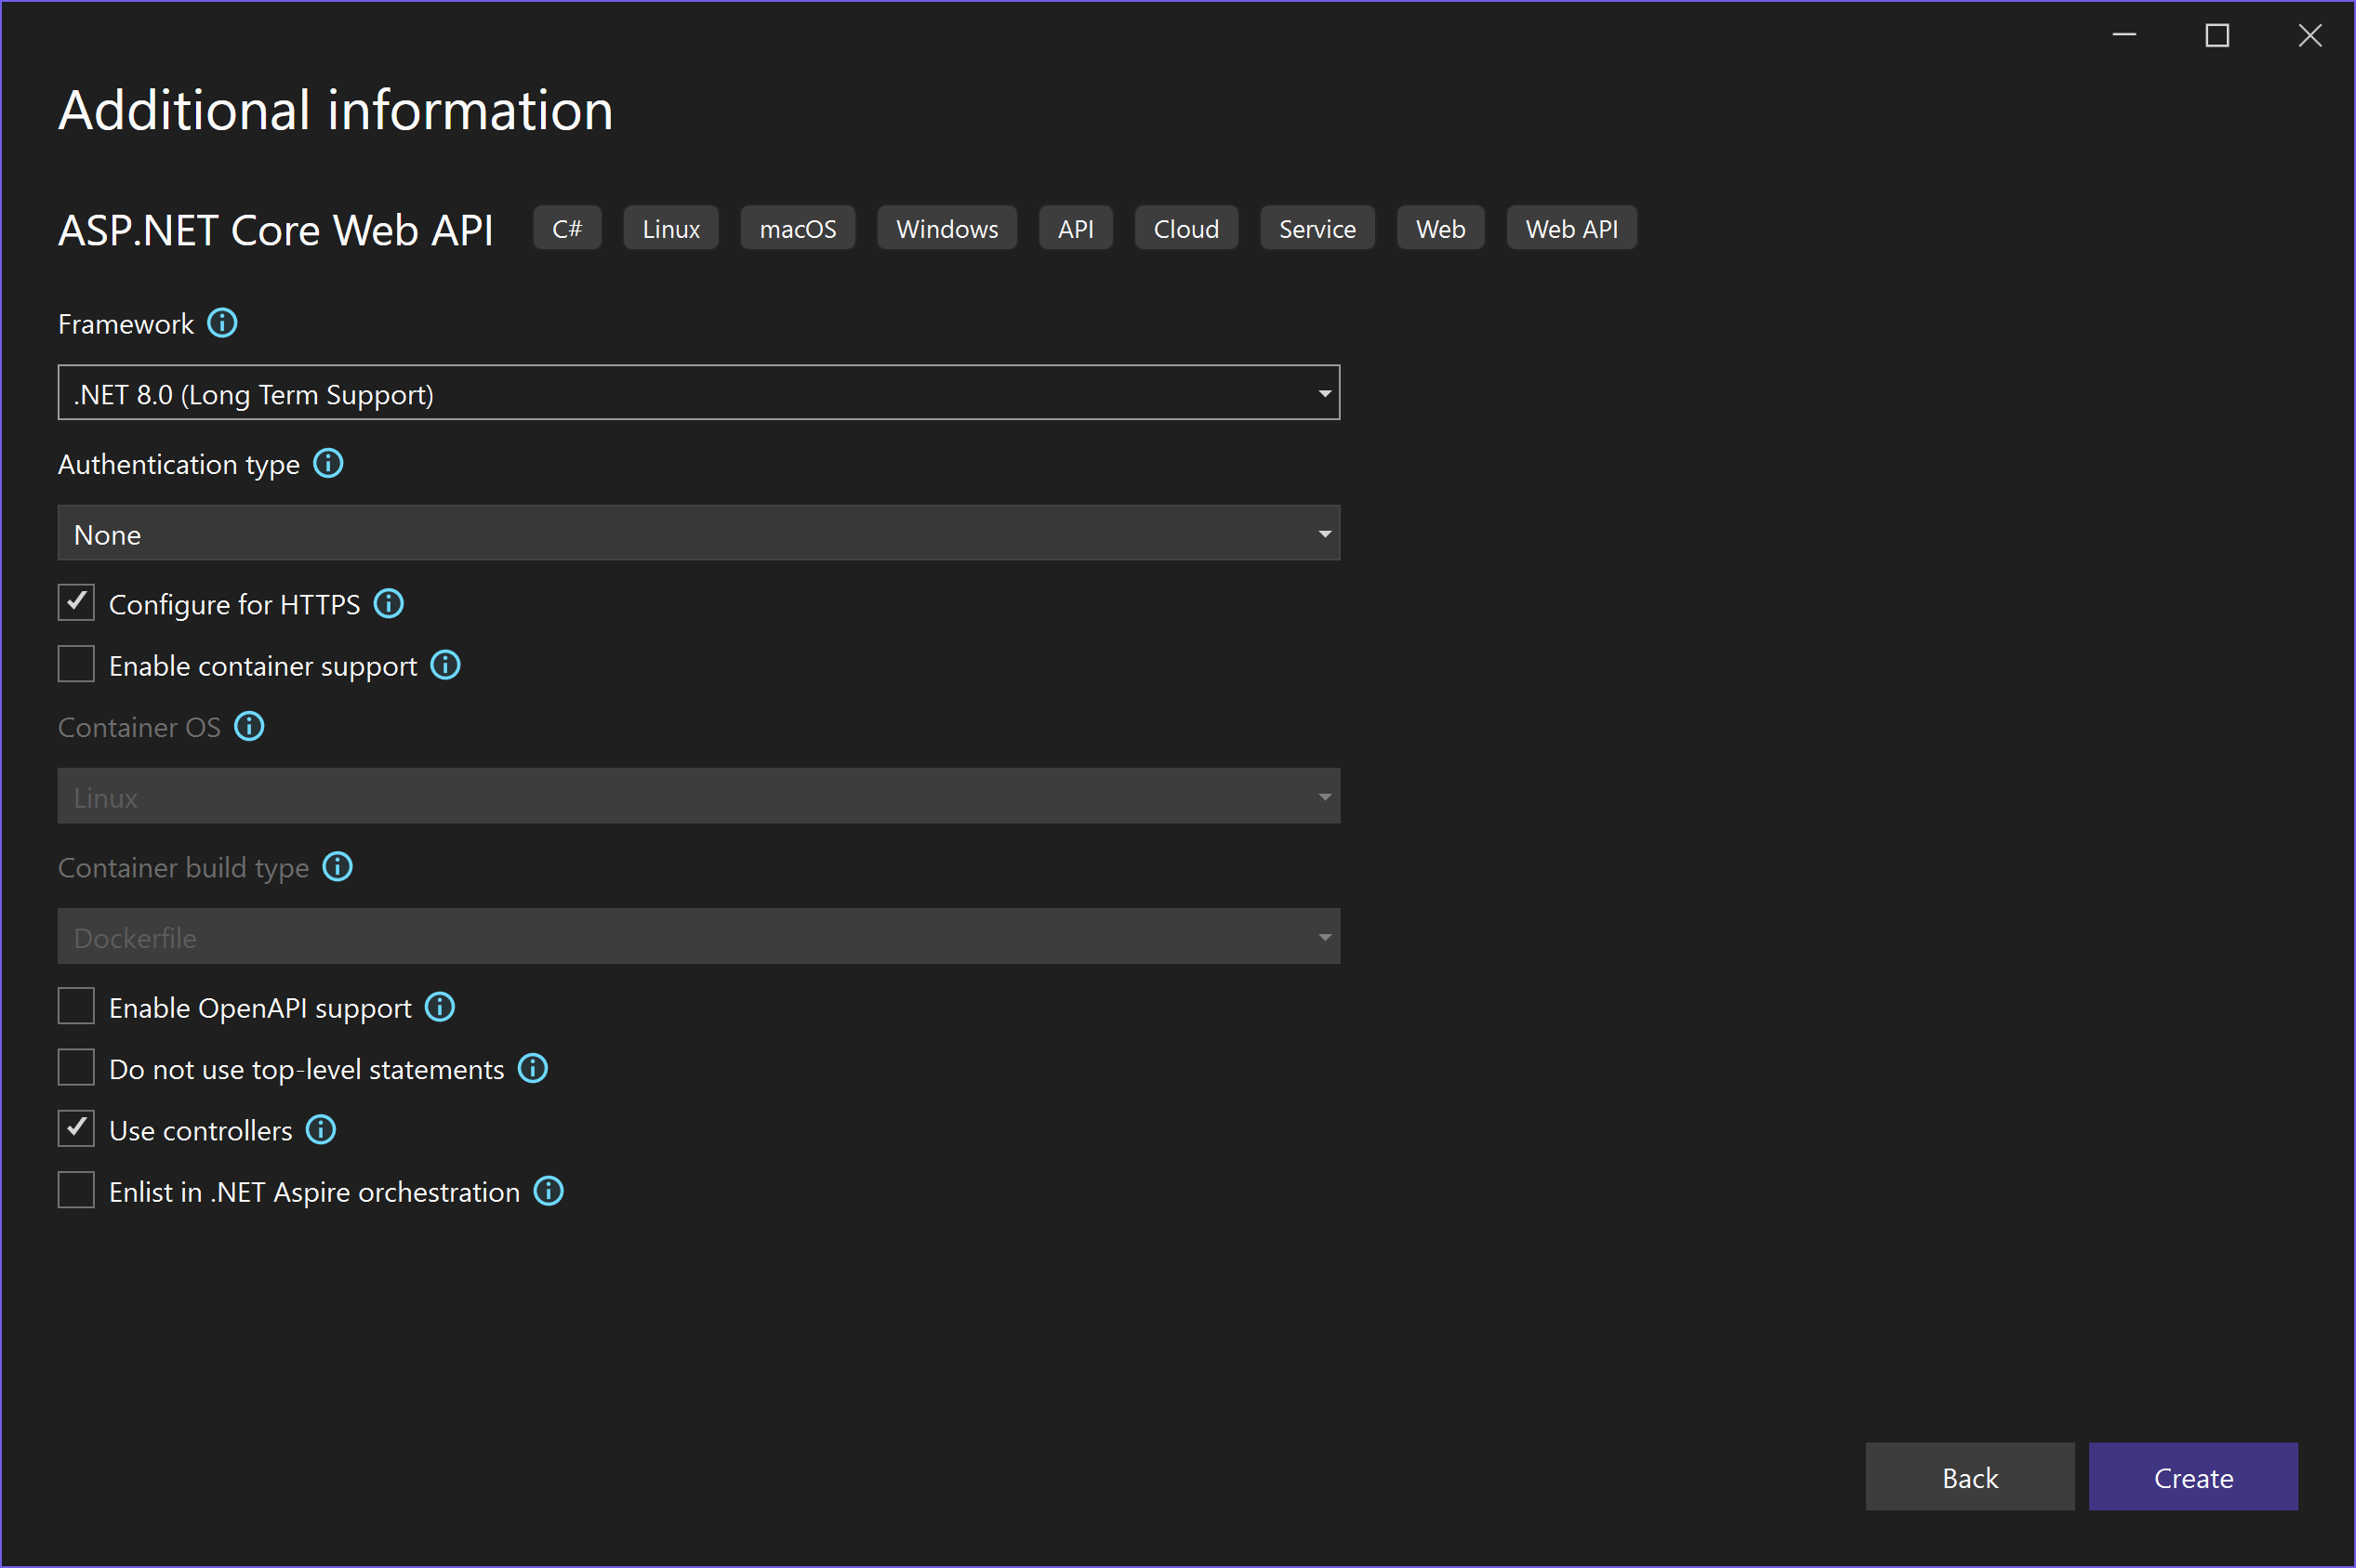 Additional information
ASP.NET Core Web API C# Linux macOS Windows API Cloud Service Web Web API
Framework
.NET 8.0 (Long Term Support)
Authentication type
None
Configure for HTTPS
Enable container support
Container OS
Linux
Container build type
Dockerfile
Enable OpenAPI support
Do not use top-level statements
Use controllers
Enlist in .NET Aspire orchestration
Back Create